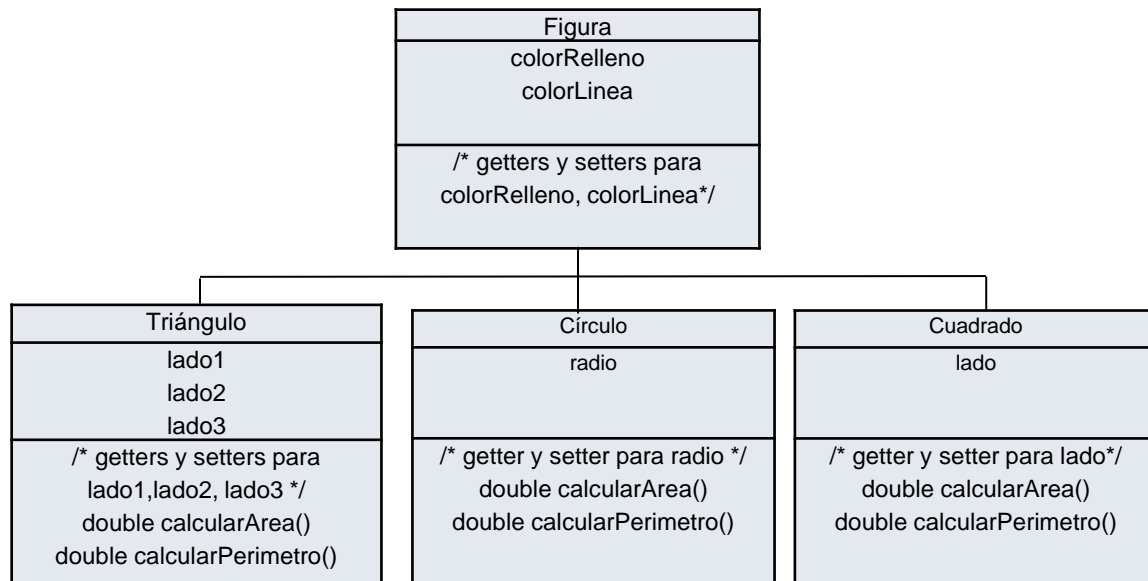 Figura
colorRelleno
colorLinea
/* getters y setters para
colorRelleno, colorLinea*/
Triángulo
lado1
lado2
lado3
/* getters y setters para
lado1,lado2, lado3 */
double calcularArea()
double calcularPerimetro()
Círculo
radio
/* getter y setter para radio */
double calcularArea()
double calcularPerimetro()
Cuadrado
lado
/* getter y setter para lado*/
double calcularArea()
double calcularPerimetro()